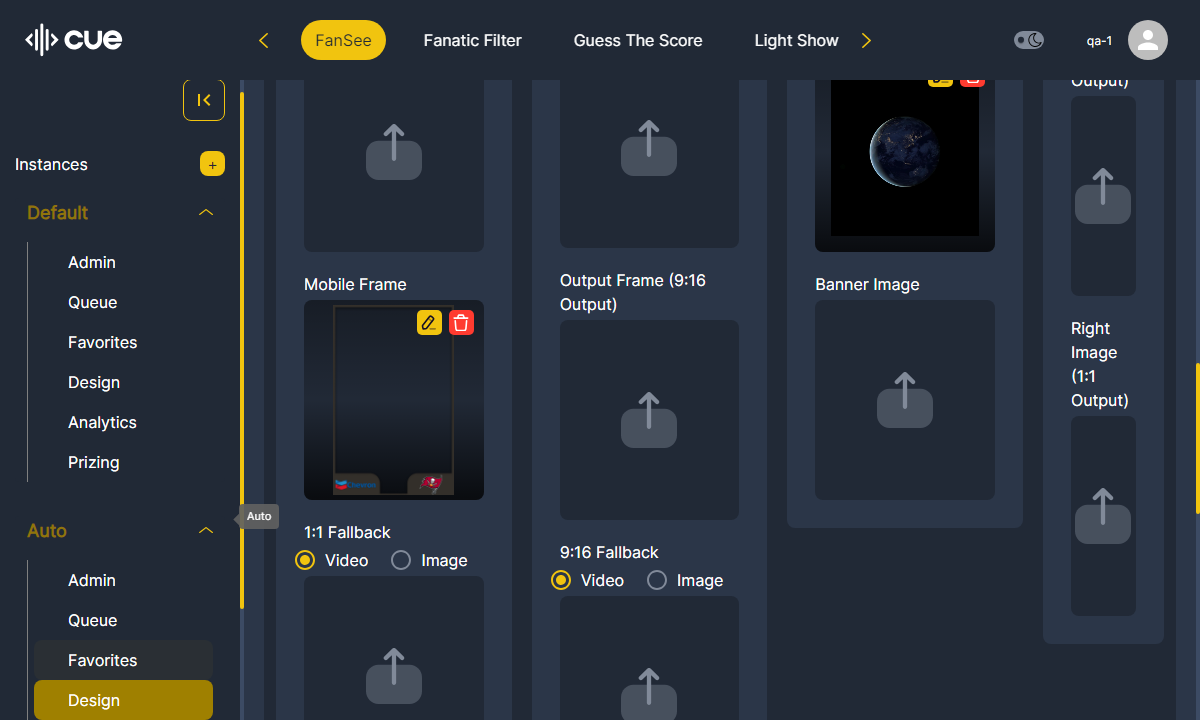 cue
FanSee
Fanatic Filter
Guess The Score
Light Show
qa-1
Instances
+
Default
Admin
Queue
Favorites
Design
Analytics
Prizing
Auto
Auto
Admin
Queue
Favorites
Design
Mobile Frame
1:1 Fallback
Video
Image
Output Frame (9:16
Output)
9:16 Fallback
Video
Image
Banner Image
Output)
Right
Image
(1:1
Output)